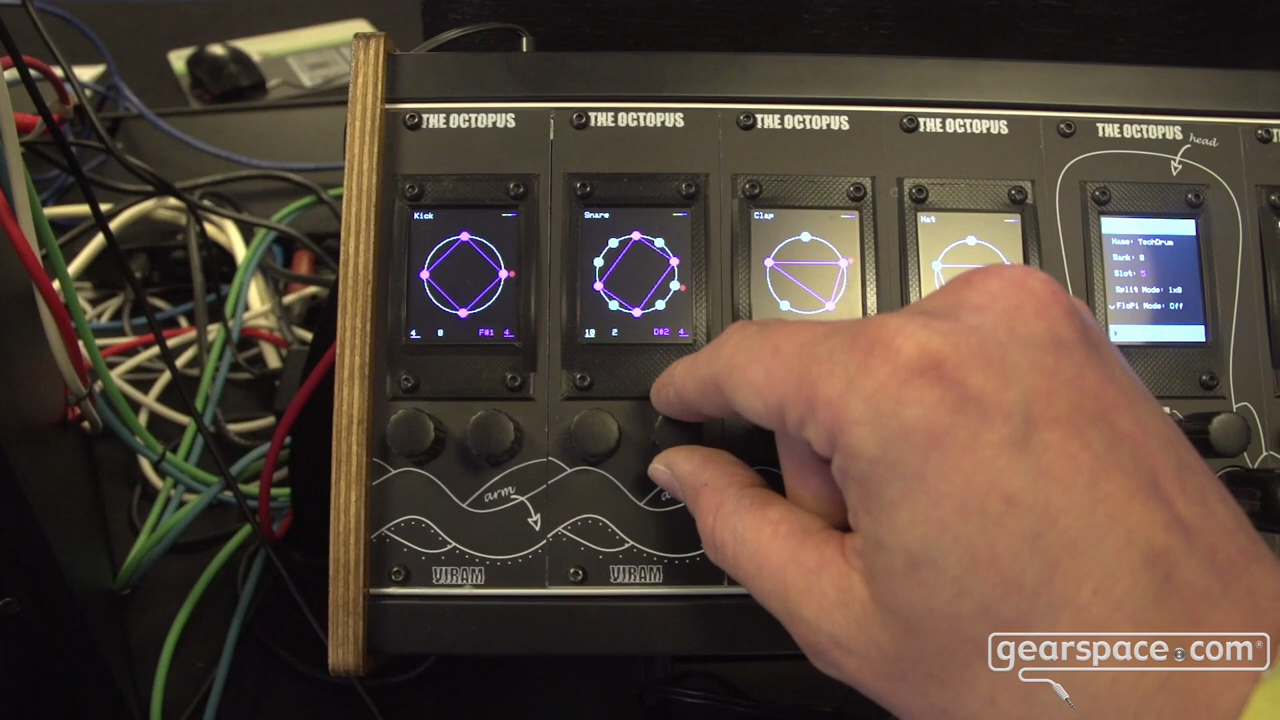 THE OCTOPUS
THE OCTOPUS
THE OCTOPUS
THE OCTOPUS
THE OCTOPUS
head
Kick
Snare
Clap
Hat
Name: TechDrum
Bank: 0
Slot: 5
Split Mode: 1x8
FloPi Mode: Off
4 0 F#1 4
10 2 D#2 4
arm
VIRAM
VIRAM
gearspace.com